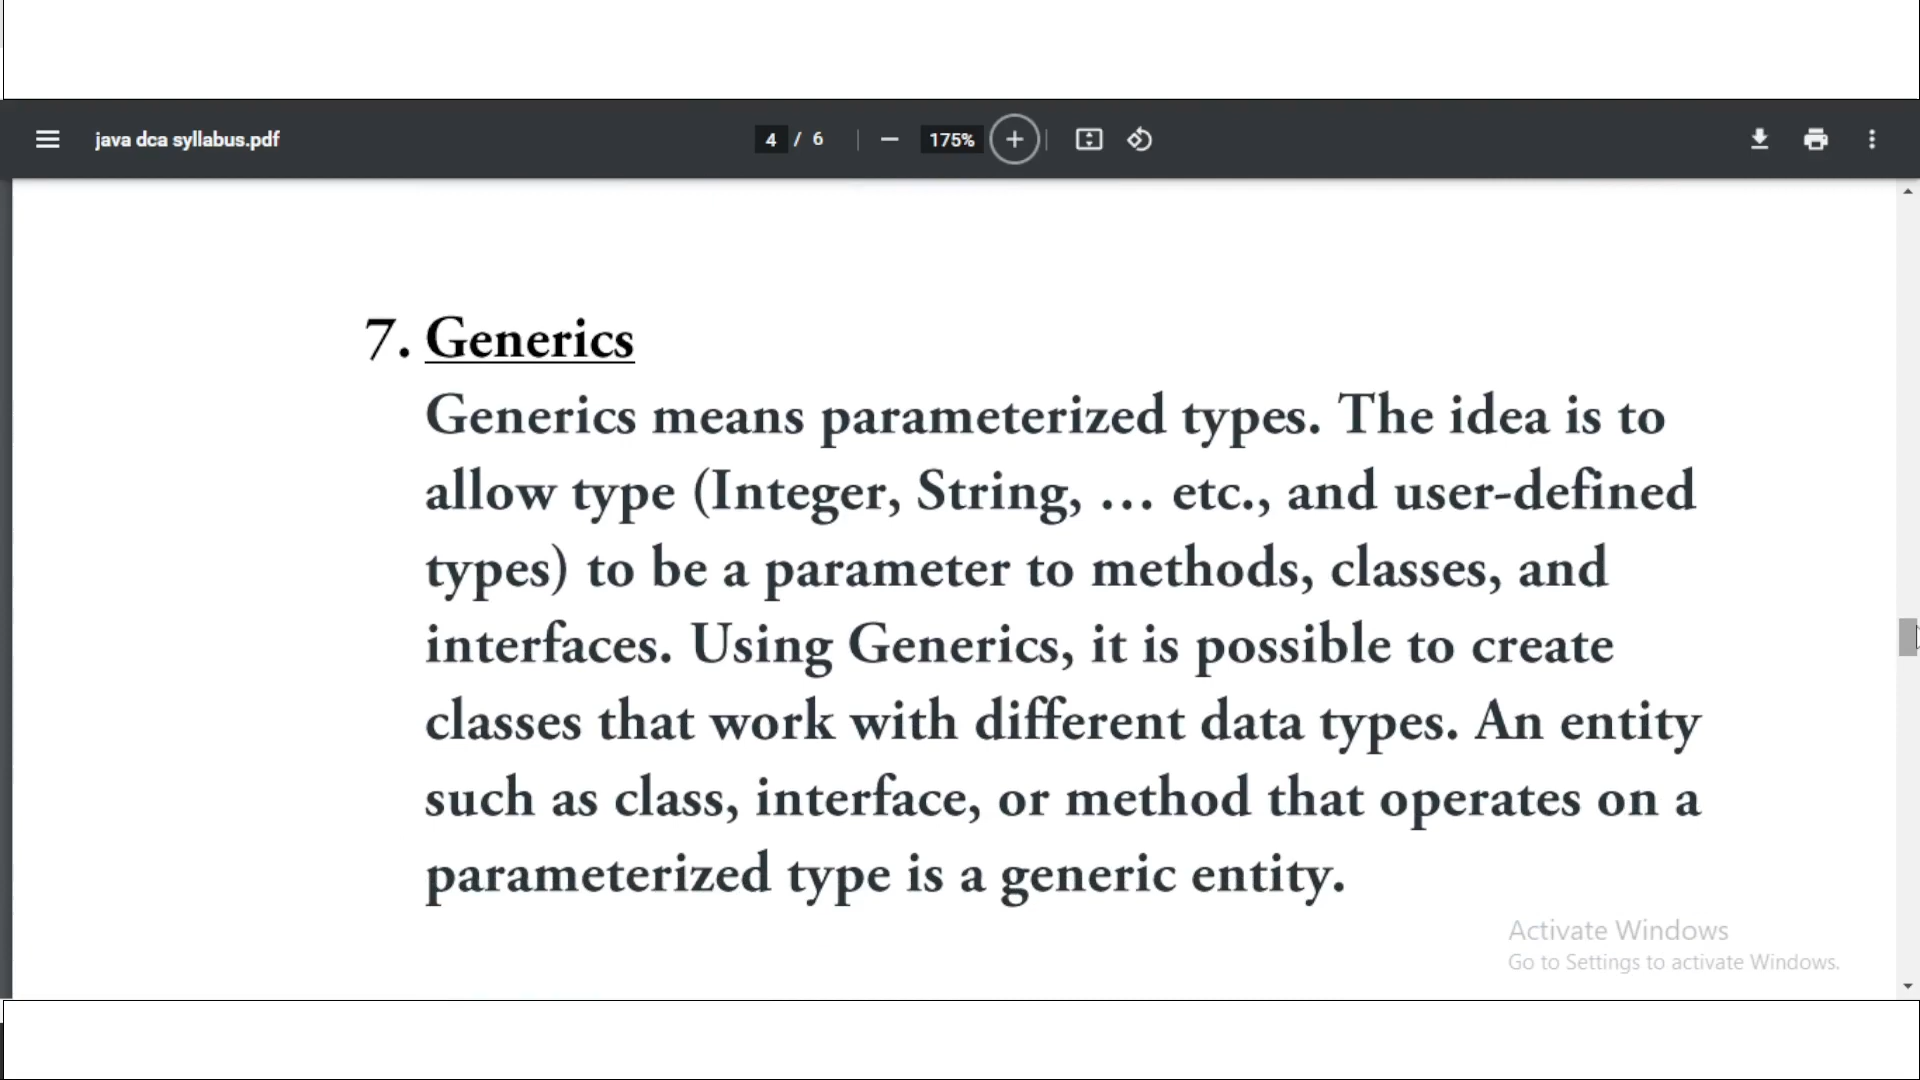 java dca syllabus.pdf
4 / 6
175%
7. Generics
Generics means parameterized types. The idea is to
allow type (Integer, String, … etc., and user-defined
types) to be a parameter to methods, classes, and
interfaces. Using Generics, it is possible to create
classes that work with different data types. An entity
such as class, interface, or method that operates on a
parameterized type is a generic entity.
Activate Windows
Go to Settings to activate Windows.